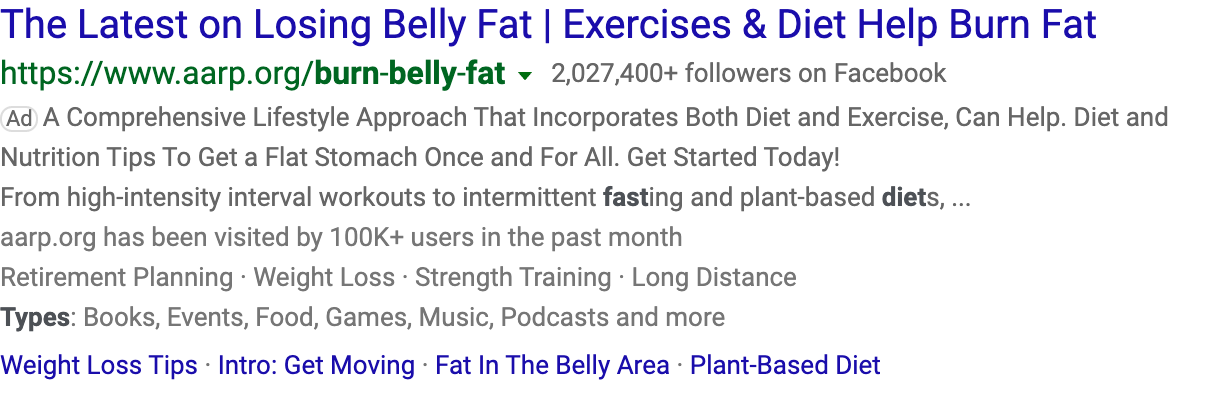 The Latest on Losing Belly Fat | Exercises & Diet Help Burn Fat
https://www.aarp.org/burn-belly-fat 2,027,400+ followers on Facebook
Ad A Comprehensive Lifestyle Approach That Incorporates Both Diet and Exercise, Can Help. Diet and
Nutrition Tips To Get a Flat Stomach Once and For All. Get Started Today!
From high-intensity interval workouts to intermittent fasting and plant-based diets, ...
aarp.org has been visited by 100K+ users in the past month
Retirement Planning · Weight Loss · Strength Training · Long Distance
Types: Books, Events, Food, Games, Music, Podcasts and more
Weight Loss Tips · Intro: Get Moving · Fat In The Belly Area · Plant-Based Diet